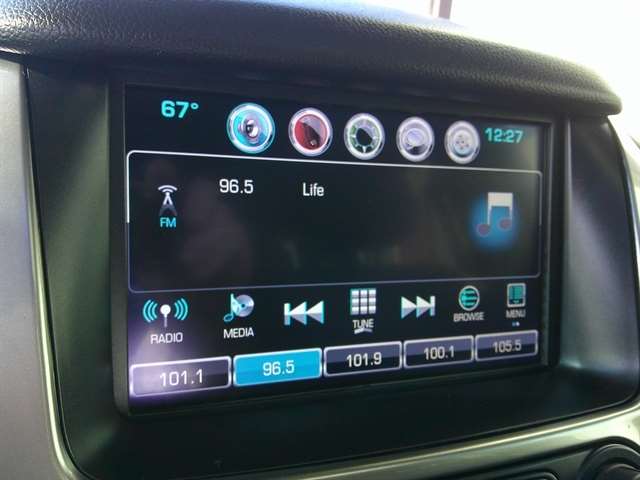 67° 12:27
96.5 Life
FM
RADIO MEDIA TUNE BROWSE MENU
101.1 96.5 101.9 100.1 105.5